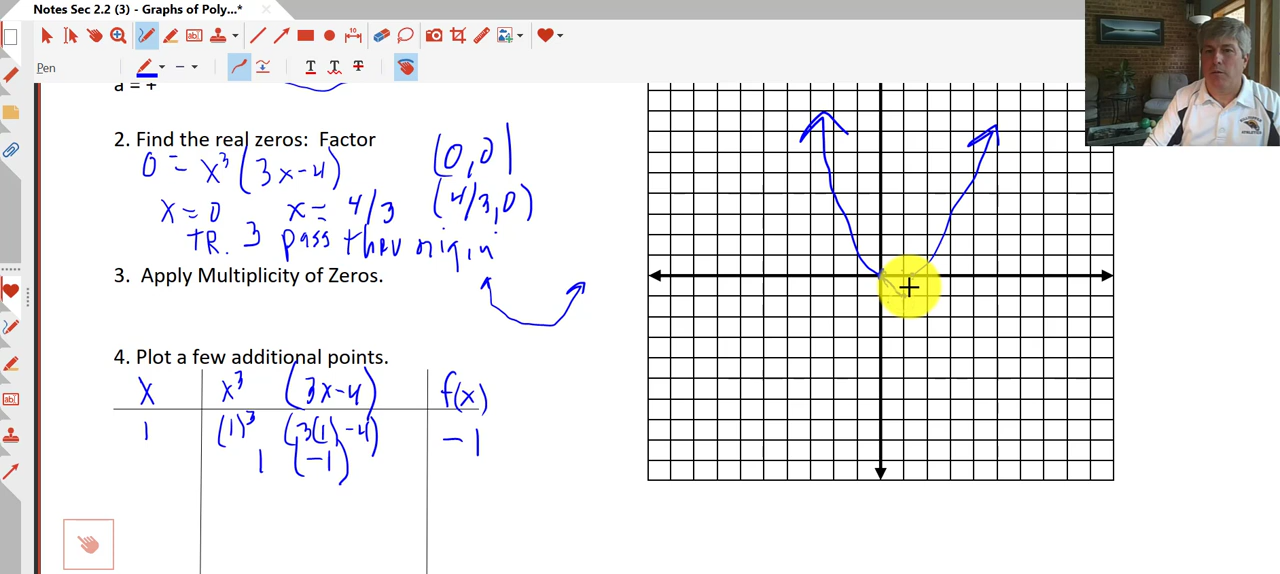 Notes Sec 2.2 (3) - Graphs of Poly...*
Pen
T T T
a = +
2. Find the real zeros: Factor
0 = x³ (3x-4)
(0,0)
x = 0 x = 4/3 (4/3,0)
TR. 3 pass thru origin
3. Apply Multiplicity of Zeros.
4. Plot a few additional points.
x x³ (3x-4) f(x)
1 (1)³ (3(1)-4) -1
1 (-1)